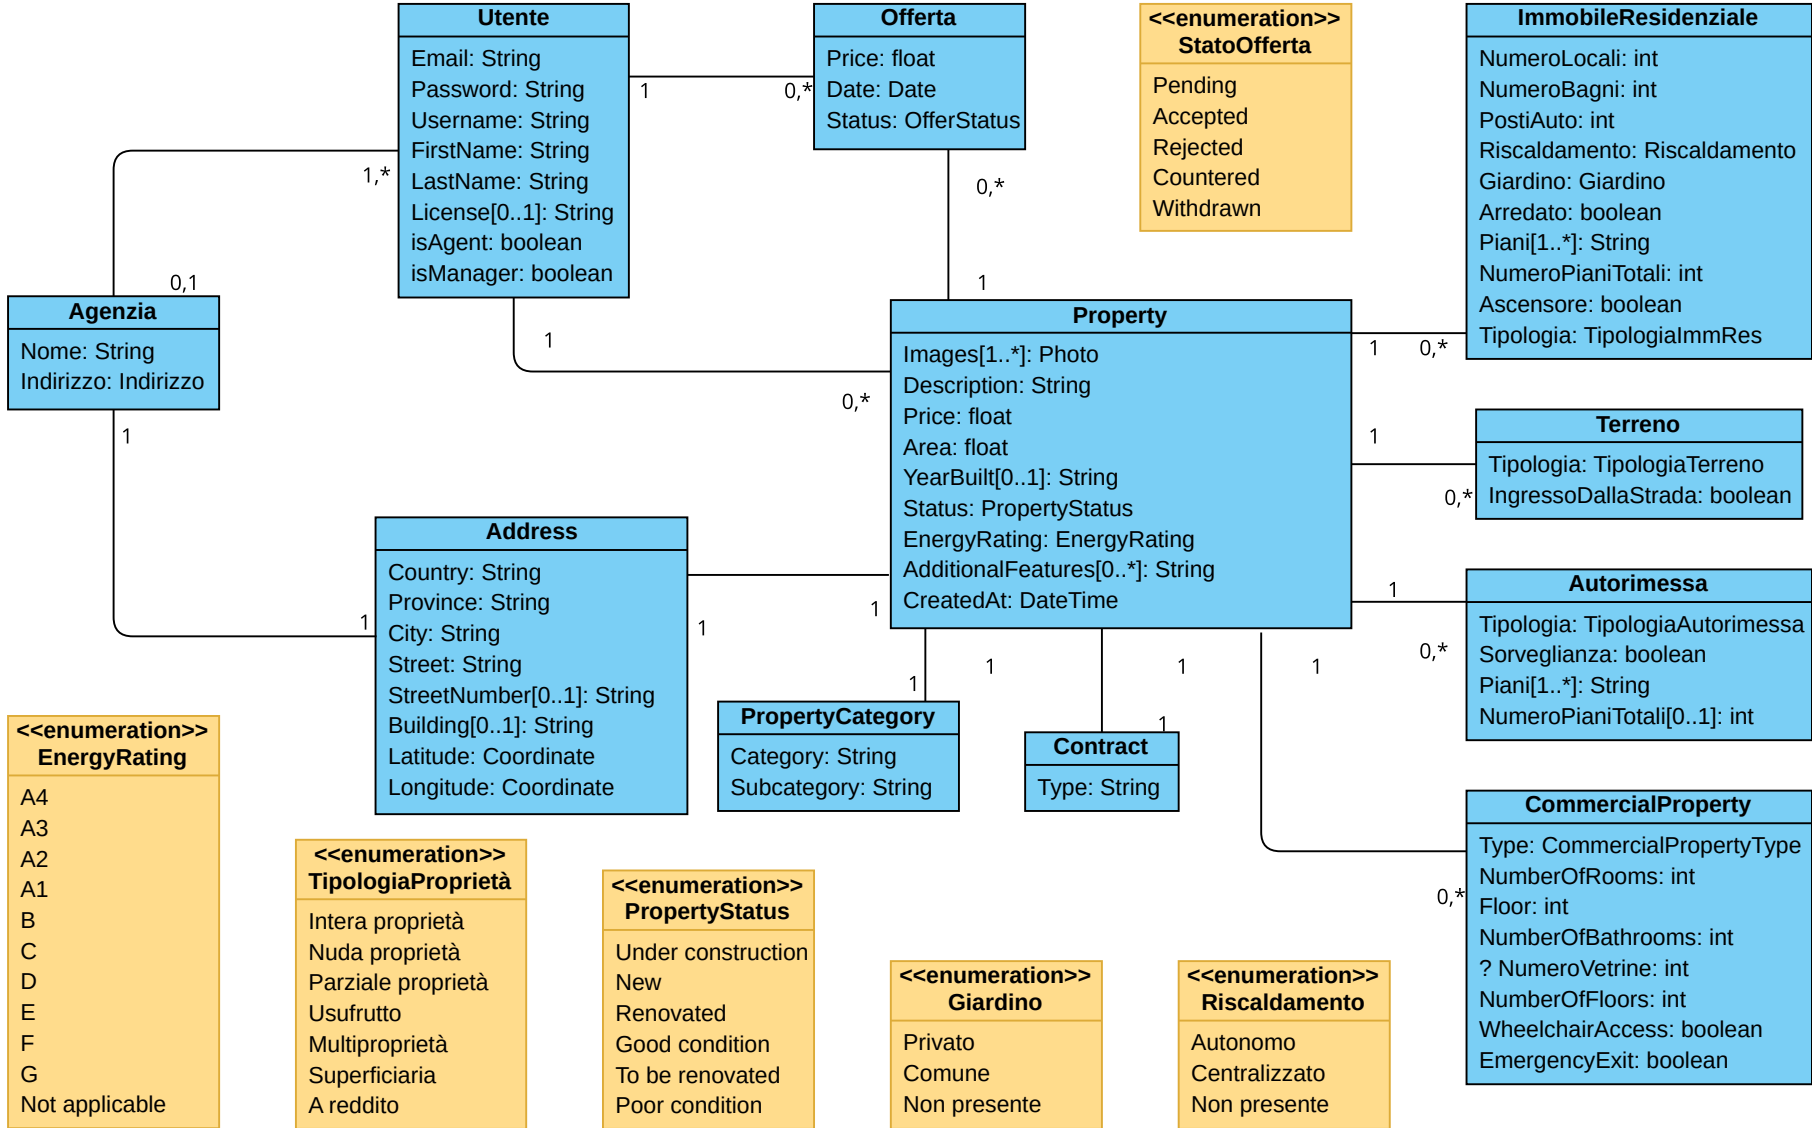 Utente
Email: String
Password: String
Username: String
FirstName: String
LastName: String
License[0..1]: String
isAgent: boolean
isManager: boolean
1
0,*
Offerta
Price: float
Date: Date
Status: OfferStatus
0,*
1
<<enumeration>>
StatoOfferta
Pending
Accepted
Rejected
Countered
Withdrawn
ImmobileResidenziale
NumeroLocali: int
NumeroBagni: int
PostiAuto: int
Riscaldamento: Riscaldamento
Giardino: Giardino
Arredato: boolean
Piani[1..*]: String
NumeroPianiTotali: int
Ascensore: boolean
Tipologia: TipologiaImmRes
1,*
0,1
Agenzia
Nome: String
Indirizzo: Indirizzo
1
1
1
0,*
Property
Images[1..*]: Photo
Description: String
Price: float
Area: float
YearBuilt[0..1]: String
Status: PropertyStatus
EnergyRating: EnergyRating
AdditionalFeatures[0..*]: String
CreatedAt: DateTime
1
0,*
1
0,*
Terreno
Tipologia: TipologiaTerreno
IngressoDallaStrada: boolean
1
0,*
Autorimessa
Tipologia: TipologiaAutorimessa
Sorveglianza: boolean
Piani[1..*]: String
NumeroPianiTotali[0..1]: int
Address
Country: String
Province: String
City: String
Street: String
StreetNumber[0..1]: String
Building[0..1]: String
Latitude: Coordinate
Longitude: Coordinate
1
1
1
1
1
1
1
0,*
PropertyCategory
Category: String
Subcategory: String
Contract
Type: String
CommercialProperty
Type: CommercialPropertyType
NumberOfRooms: int
Floor: int
NumberOfBathrooms: int
? NumeroVetrine: int
NumberOfFloors: int
WheelchairAccess: boolean
EmergencyExit: boolean
<<enumeration>>
EnergyRating
A4
A3
A2
A1
B
C
D
E
F
G
Not applicable
<<enumeration>>
TipologiaProprietà
Intera proprietà
Nuda proprietà
Parziale proprietà
Usufrutto
Multiproprietà
Superficiaria
A reddito
<<enumeration>>
PropertyStatus
Under construction
New
Renovated
Good condition
To be renovated
Poor condition
<<enumeration>>
Giardino
Privato
Comune
Non presente
<<enumeration>>
Riscaldamento
Autonomo
Centralizzato
Non presente